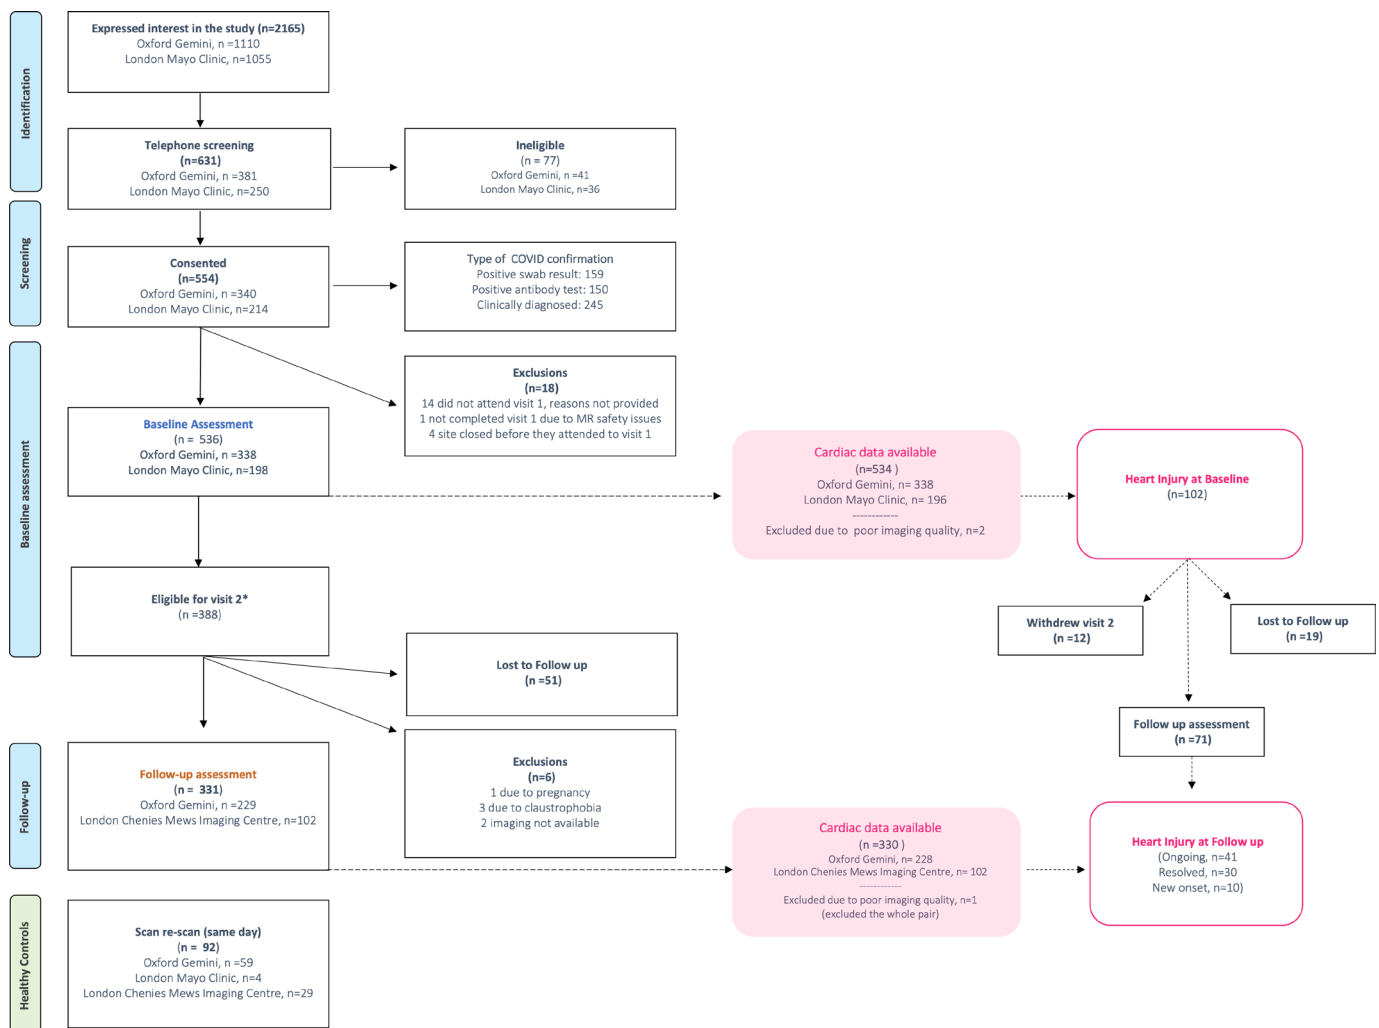 Identification
Expressed interest in the study (n=2165)
Oxford Gemini, n =1110
London Mayo Clinic, n=1055
Telephone screening
(n=631)
Oxford Gemini, n =381
London Mayo Clinic, n=250
Ineligible
(n = 77)
Oxford Gemini, n =41
London Mayo Clinic, n=36
Screening
Consented
(n=554)
Oxford Gemini, n =340
London Mayo Clinic, n=214
Type of COVID confirmation
Positive swab result: 159
Positive antibody test: 150
Clinically diagnosed: 245
Exclusions
(n=18)
14 did not attend visit 1, reasons not provided
1 not completed visit 1 due to MR safety issues
4 site closed before they attended to visit 1
Baseline assessment
Baseline Assessment
(n = 536)
Oxford Gemini, n =338
London Mayo Clinic, n=198
Cardiac data available
(n=534 )
Oxford Gemini, n= 338
London Mayo Clinic, n= 196
------------
Excluded due to poor imaging quality, n=2
Heart Injury at Baseline
(n=102)
Eligible for visit 2*
(n =388)
Withdrew visit 2
(n =12)
Lost to Follow up
(n =19)
Lost to Follow up
(n =51)
Follow up assessment
(n =71)
Follow-up
Follow-up assessment
(n = 331)
Oxford Gemini, n =229
London Chenies Mews Imaging Centre, n=102
Exclusions
(n=6)
1 due to pregnancy
3 due to claustrophobia
2 imaging not available
Cardiac data available
(n =330 )
Oxford Gemini, n= 228
London Chenies Mews Imaging Centre, n= 102
------------
Excluded due to poor imaging quality, n=1
(excluded the whole pair)
Heart Injury at Follow up
(Ongoing, n=41
Resolved, n=30
New onset, n=10)
Healthy Controls
Scan re-scan (same day)
(n = 92)
Oxford Gemini, n =59
London Mayo Clinic, n=4
London Chenies Mews Imaging Centre, n=29